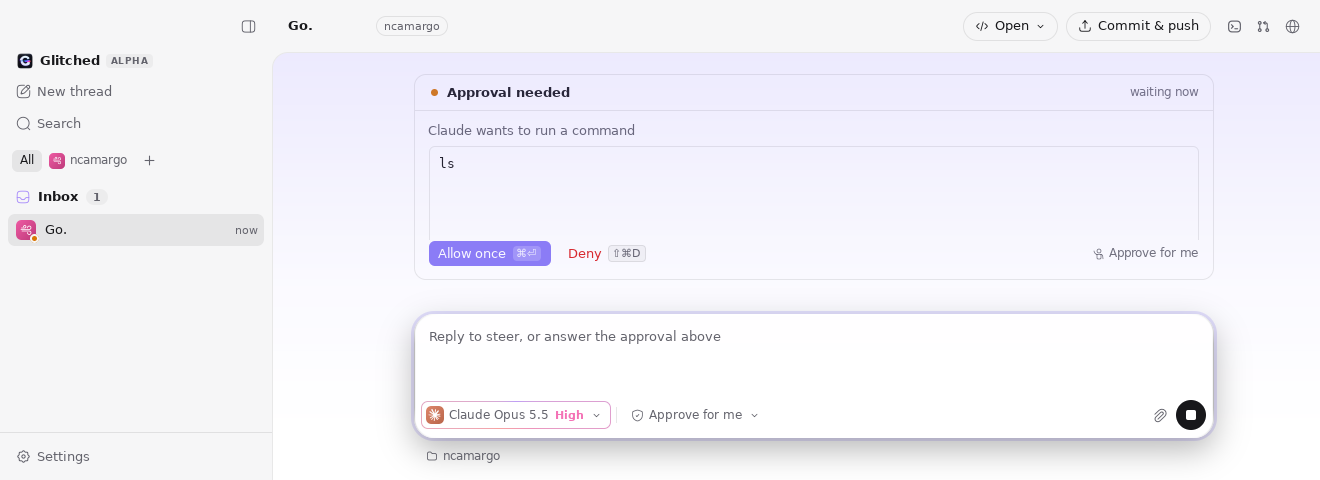 Glitched ALPHA
New thread
Search
All ncamargo
Inbox 1
Go. now
Settings
Go. ncamargo Open Commit & push
Approval needed waiting now
Claude wants to run a command
ls
Allow once ⌘⏎ Deny ⇧⌘D Approve for me
Reply to steer, or answer the approval above
Claude Opus 5.5 High Approve for me
ncamargo